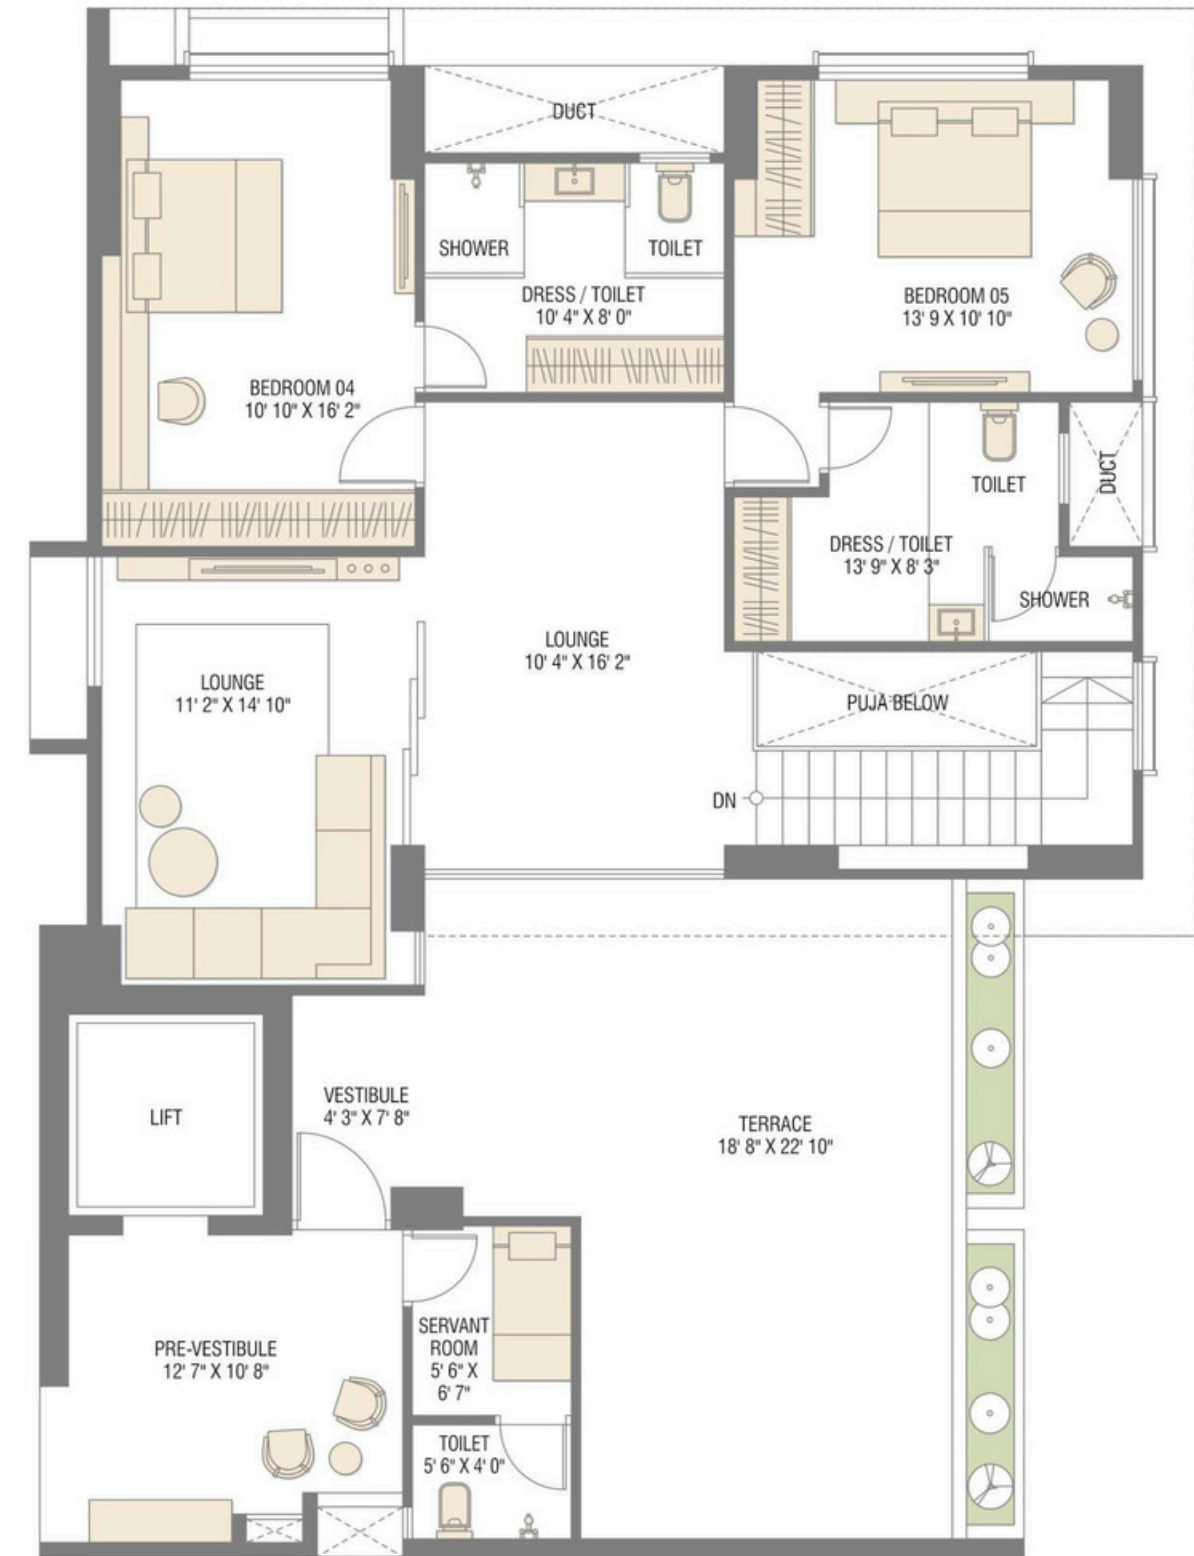 DUCT
SHOWER
TOILET
DRESS / TOILET
10' 4" X 8' 0"
BEDROOM 05
13' 9 X 10' 10"
BEDROOM 04
10' 10" X 16' 2"
TOILET
DUCT
DRESS / TOILET
13' 9" X 8' 3"
SHOWER
LOUNGE
10' 4" X 16' 2"
LOUNGE
11' 2" X 14' 10"
PUJA BELOW
DN
VESTIBULE
4' 3" X 7' 8"
LIFT
TERRACE
18' 8" X 22' 10"
PRE-VESTIBULE
12' 7" X 10' 8"
SERVANT
ROOM
5' 6" X
6' 7"
TOILET
5' 6" X 4' 0"